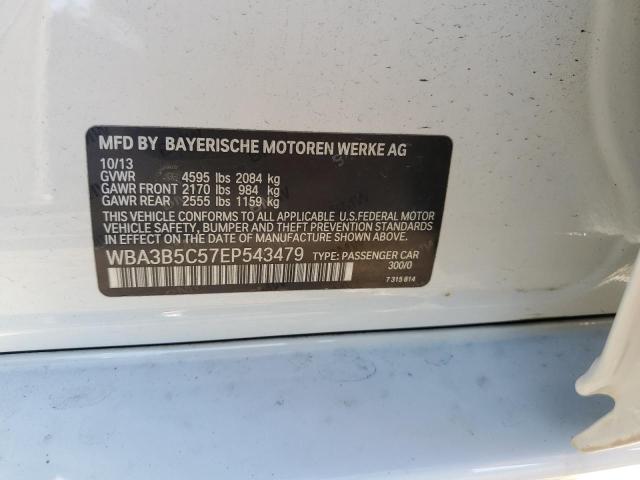 MFD BY BAYERISCHE MOTOREN WERKE AG
10/13
GVWR 4595 lbs 2084 kg
GAWR FRONT 2170 lbs 984 kg
GAWR REAR 2555 lbs 1159 kg
THIS VEHICLE CONFORMS TO ALL APPLICABLE U.S.FEDERAL MOTOR
VEHICLE SAFETY, BUMPER AND THEFT PREVENTION STANDARDS
IN EFFECT ON THE DATE OF MANUFACTURE SHOWN ABOVE.
WBA3B5C57EP543479 TYPE: PASSENGER CAR
300/0
7 315 814